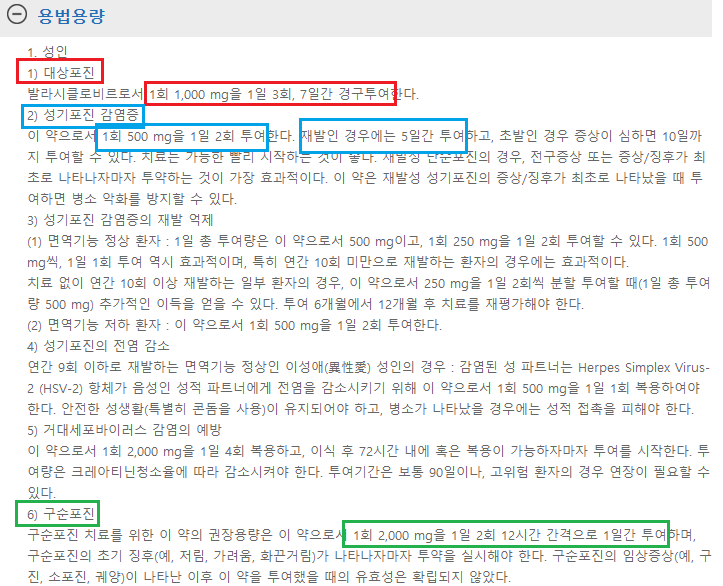 용법용량
1. 성인
1) 대상포진
발라시클로비르로서 1회 1,000 mg을 1일 3회, 7일간 경구투여한다.
2) 성기포진 감염증
이 약으로서 1회 500 mg을 1일 2회 투여한다. 재발인 경우에는 5일간 투여하고, 초발인 경우 증상이 심하면 10일까
지 투여할 수 있다. 치료는 가능한 빨리 시작하는 것이 좋다. 재발성 단순포진의 경우, 전구증상 또는 증상/징후가 최
초로 나타나자마자 투약하는 것이 가장 효과적이다. 이 약은 재발성 성기포진의 증상/징후가 최초로 나타났을 때 투
여하면 병소 악화를 방지할 수 있다.
3) 성기포진 감염증의 재발 억제
(1) 면역기능 정상 환자 : 1일 총 투여량은 이 약으로서 500 mg이고, 1회 250 mg을 1일 2회 투여할 수 있다. 1회 500
mg씩, 1일 1회 투여 역시 효과적이며, 특히 연간 10회 미만으로 재발하는 환자의 경우에는 효과적이다.
치료 없이 연간 10회 이상 재발하는 일부 환자의 경우, 이 약으로서 250 mg을 1일 2회씩 분할 투여할 때(1일 총 투여
량 500 mg) 추가적인 이득을 얻을 수 있다. 투여 6개월에서 12개월 후 치료를 재평가해야 한다.
(2) 면역기능 저하 환자 : 이 약으로서 1회 500 mg을 1일 2회 투여한다.
4) 성기포진의 전염 감소
연간 9회 이하로 재발하는 면역기능 정상인 이성애(異性愛) 성인의 경우 : 감염된 성 파트너는 Herpes Simplex Virus-
2 (HSV-2) 항체가 음성인 성적 파트너에게 전염을 감소시키기 위해 이 약으로서 1회 500 mg을 1일 1회 복용하여야
한다. 안전한 성생활(특별히 콘돔을 사용)이 유지되어야 하고, 병소가 나타났을 경우에는 성적 접촉을 피해야 한다.
5) 거대세포바이러스 감염의 예방
이 약으로서 1회 2,000 mg을 1일 4회 복용하고, 이식 후 72시간 내에 혹은 복용이 가능하자마자 투여를 시작한다. 투
여량은 크레아티닌청소율에 따라 감소시켜야 한다. 투여기간은 보통 90일이나, 고위험 환자의 경우 연장이 필요할 수
있다.
6) 구순포진
구순포진 치료를 위한 이 약의 권장용량은 이 약으로서 1회 2,000 mg을 1일 2회 12시간 간격으로 1일간 투여하며,
구순포진의 초기 징후(예, 저림, 가려움, 화끈거림)가 나타나자마자 투약을 실시해야 한다. 구순포진의 임상증상(예, 구
진, 소포진, 궤양)이 나타난 이후 이 약을 투여했을 때의 유효성은 확립되지 않았다.